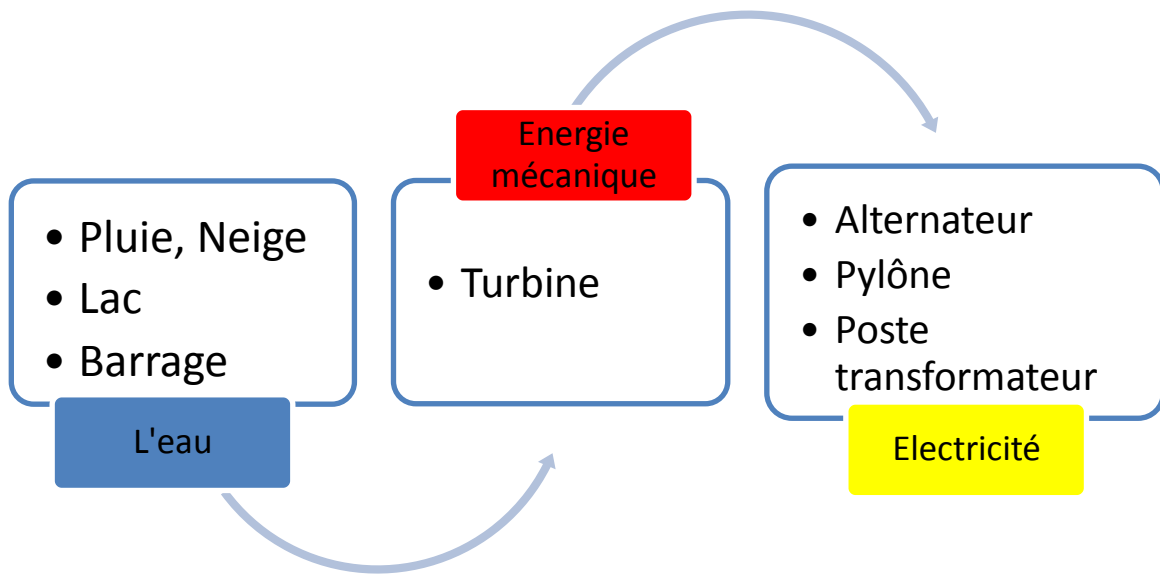 • Pluie, Neige
• Lac
• Barrage
L'eau
Energie
mécanique
• Turbine
• Alternateur
• Pylône
• Poste
transformateur
Electricité